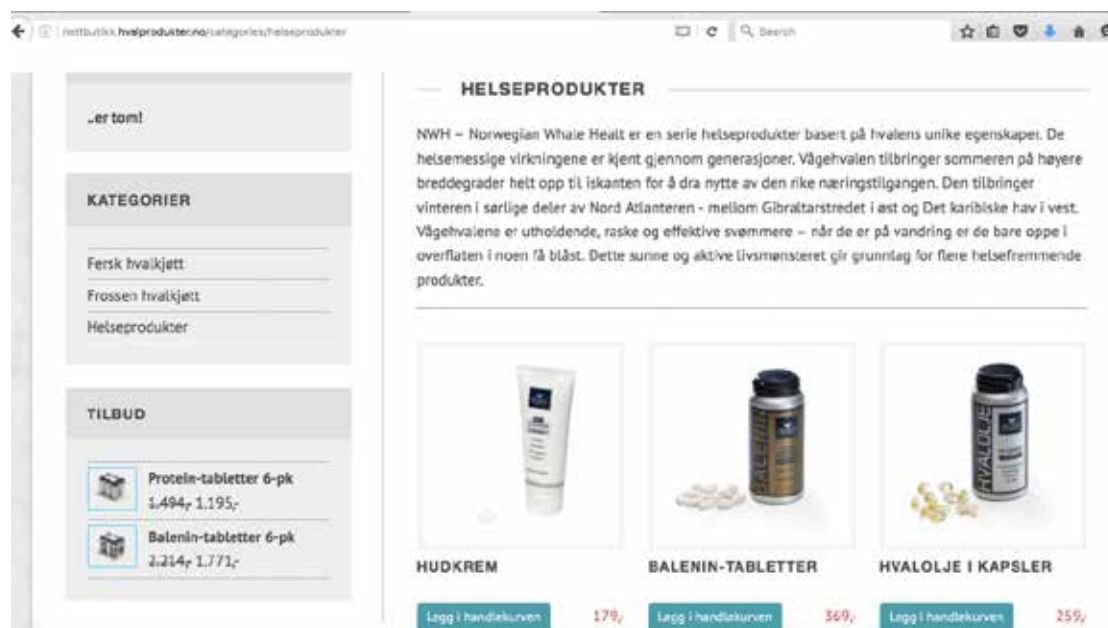 nettbutikk.hvalprodukter.no/categories/helseprodukter
Search
..er tom!
KATEGORIER
Fersk hvalkjøtt
Frossen hvalkjøtt
Helseprodukter
TILBUD
Protein-tabletter 6-pk
1.494,- 1.195,-
Balenin-tabletter 6-pk
2.214,- 1.771,-
HELSEPRODUKTER
NWH – Norwegian Whale Healt er en serie helseprodukter basert på hvalens unike egenskaper. De
helsemessige virkningene er kjent gjennom generasjoner. Vågehvalen tilbringer sommeren på høyere
breddegrader helt opp til iskanten for å dra nytte av den rike næringstilgangen. Den tilbringer
vinteren i sørlige deler av Nord Atlanteren - mellom Gibraltarstredet i øst og Det karibiske hav i vest.
Vågehvalene er utholdende, raske og effektive svømmere – når de er på vandring er de bare oppe i
overflaten i noen få blåst. Dette sunne og aktive livsmønsteret gir grunnlag for flere helsefremmende
produkter.
BALENIN
HVALOLJE
HUDKREM
BALENIN-TABLETTER
HVALOLJE I KAPSLER
Legg i handlekurven 179,-
Legg i handlekurven 369,-
Legg i handlekurven 259,-